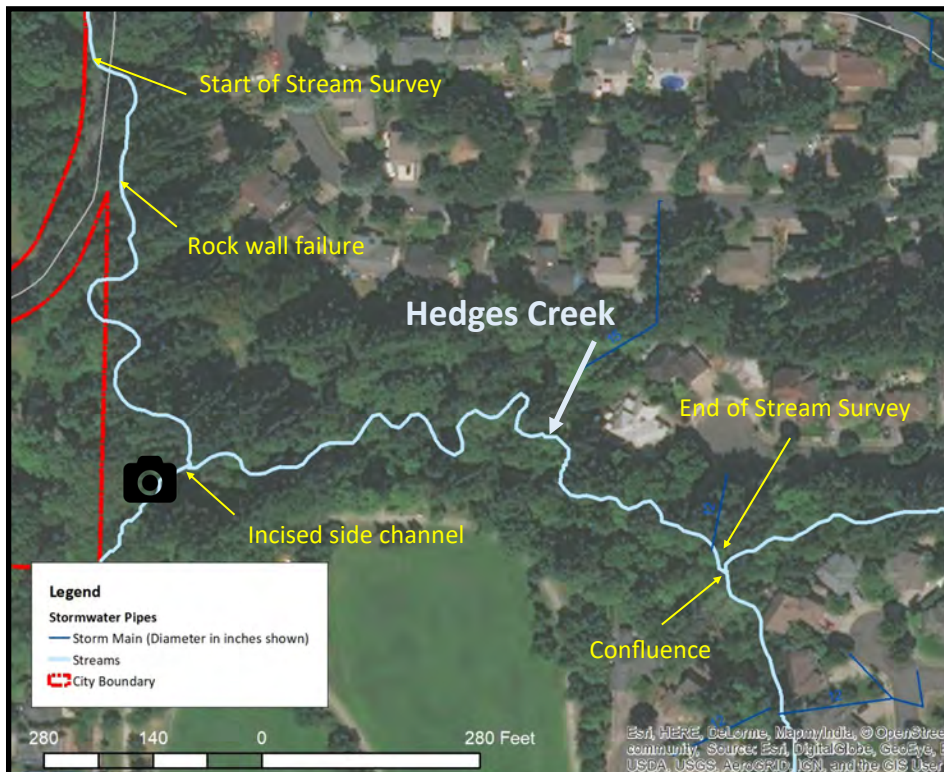 Start of Stream Survey
Rock wall failure
Hedges Creek
End of Stream Survey
Incised side channel
Confluence
Legend
Stormwater Pipes
Storm Main (Diameter in inches shown)
Streams
City Boundary
280 140 0 280 Feet
Esri, HERE, DeLorme, MapmyIndia, © OpenStree
community, Source: Esri, DigitalGlobe, GeoEye,
USDA, USGS, AeroGRID, IGN, and the GIS User